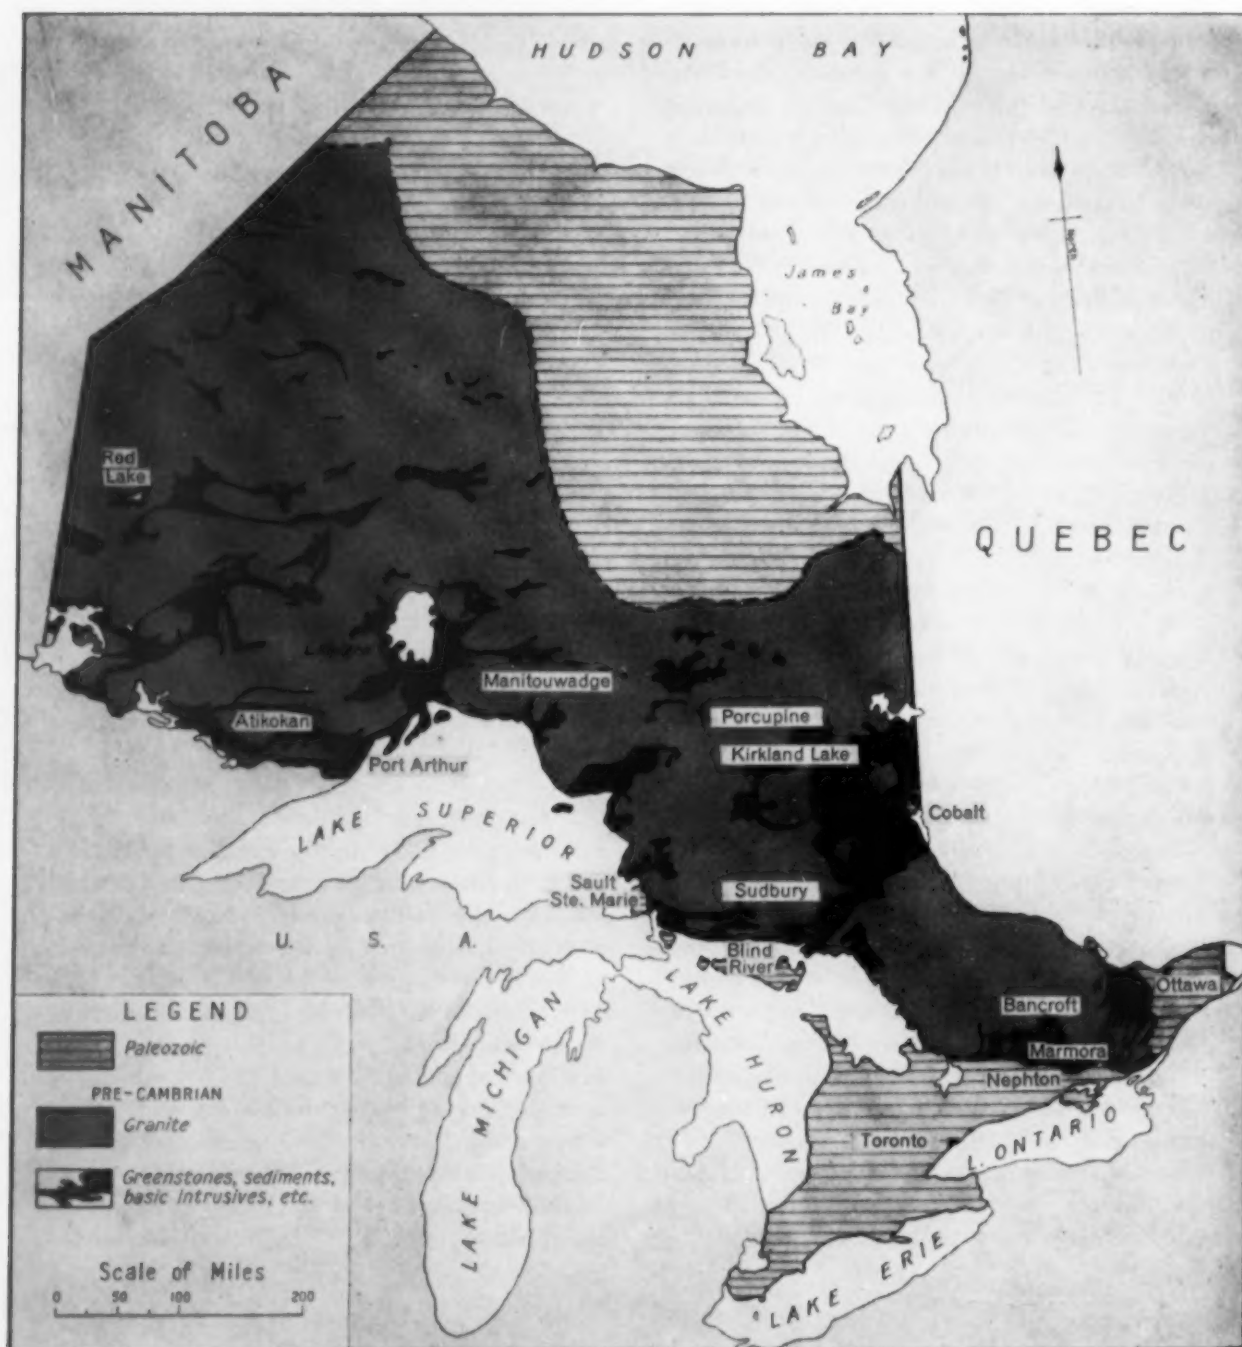 HUDSON BAY
MANITOBA
North
James
Bay
Red
Lake
QUEBEC
Manitouwadge
Atikokan
Porcupine
Kirkland Lake
Port Arthur
Cobalt
LAKE SUPERIOR
Sault
Ste. Marie
Sudbury
U. S. A.
Blind
River
Ottawa
Bancroft
Marmora
Nephton
LAKE HURON
LAKE MICHIGAN
Toronto
L. ONTARIO
LAKE ERIE
LEGEND
Paleozoic
PRE-CAMBRIAN
Granite
Greenstones, sediments,
basic intrusives, etc.
Scale of Miles
0 50 100 200